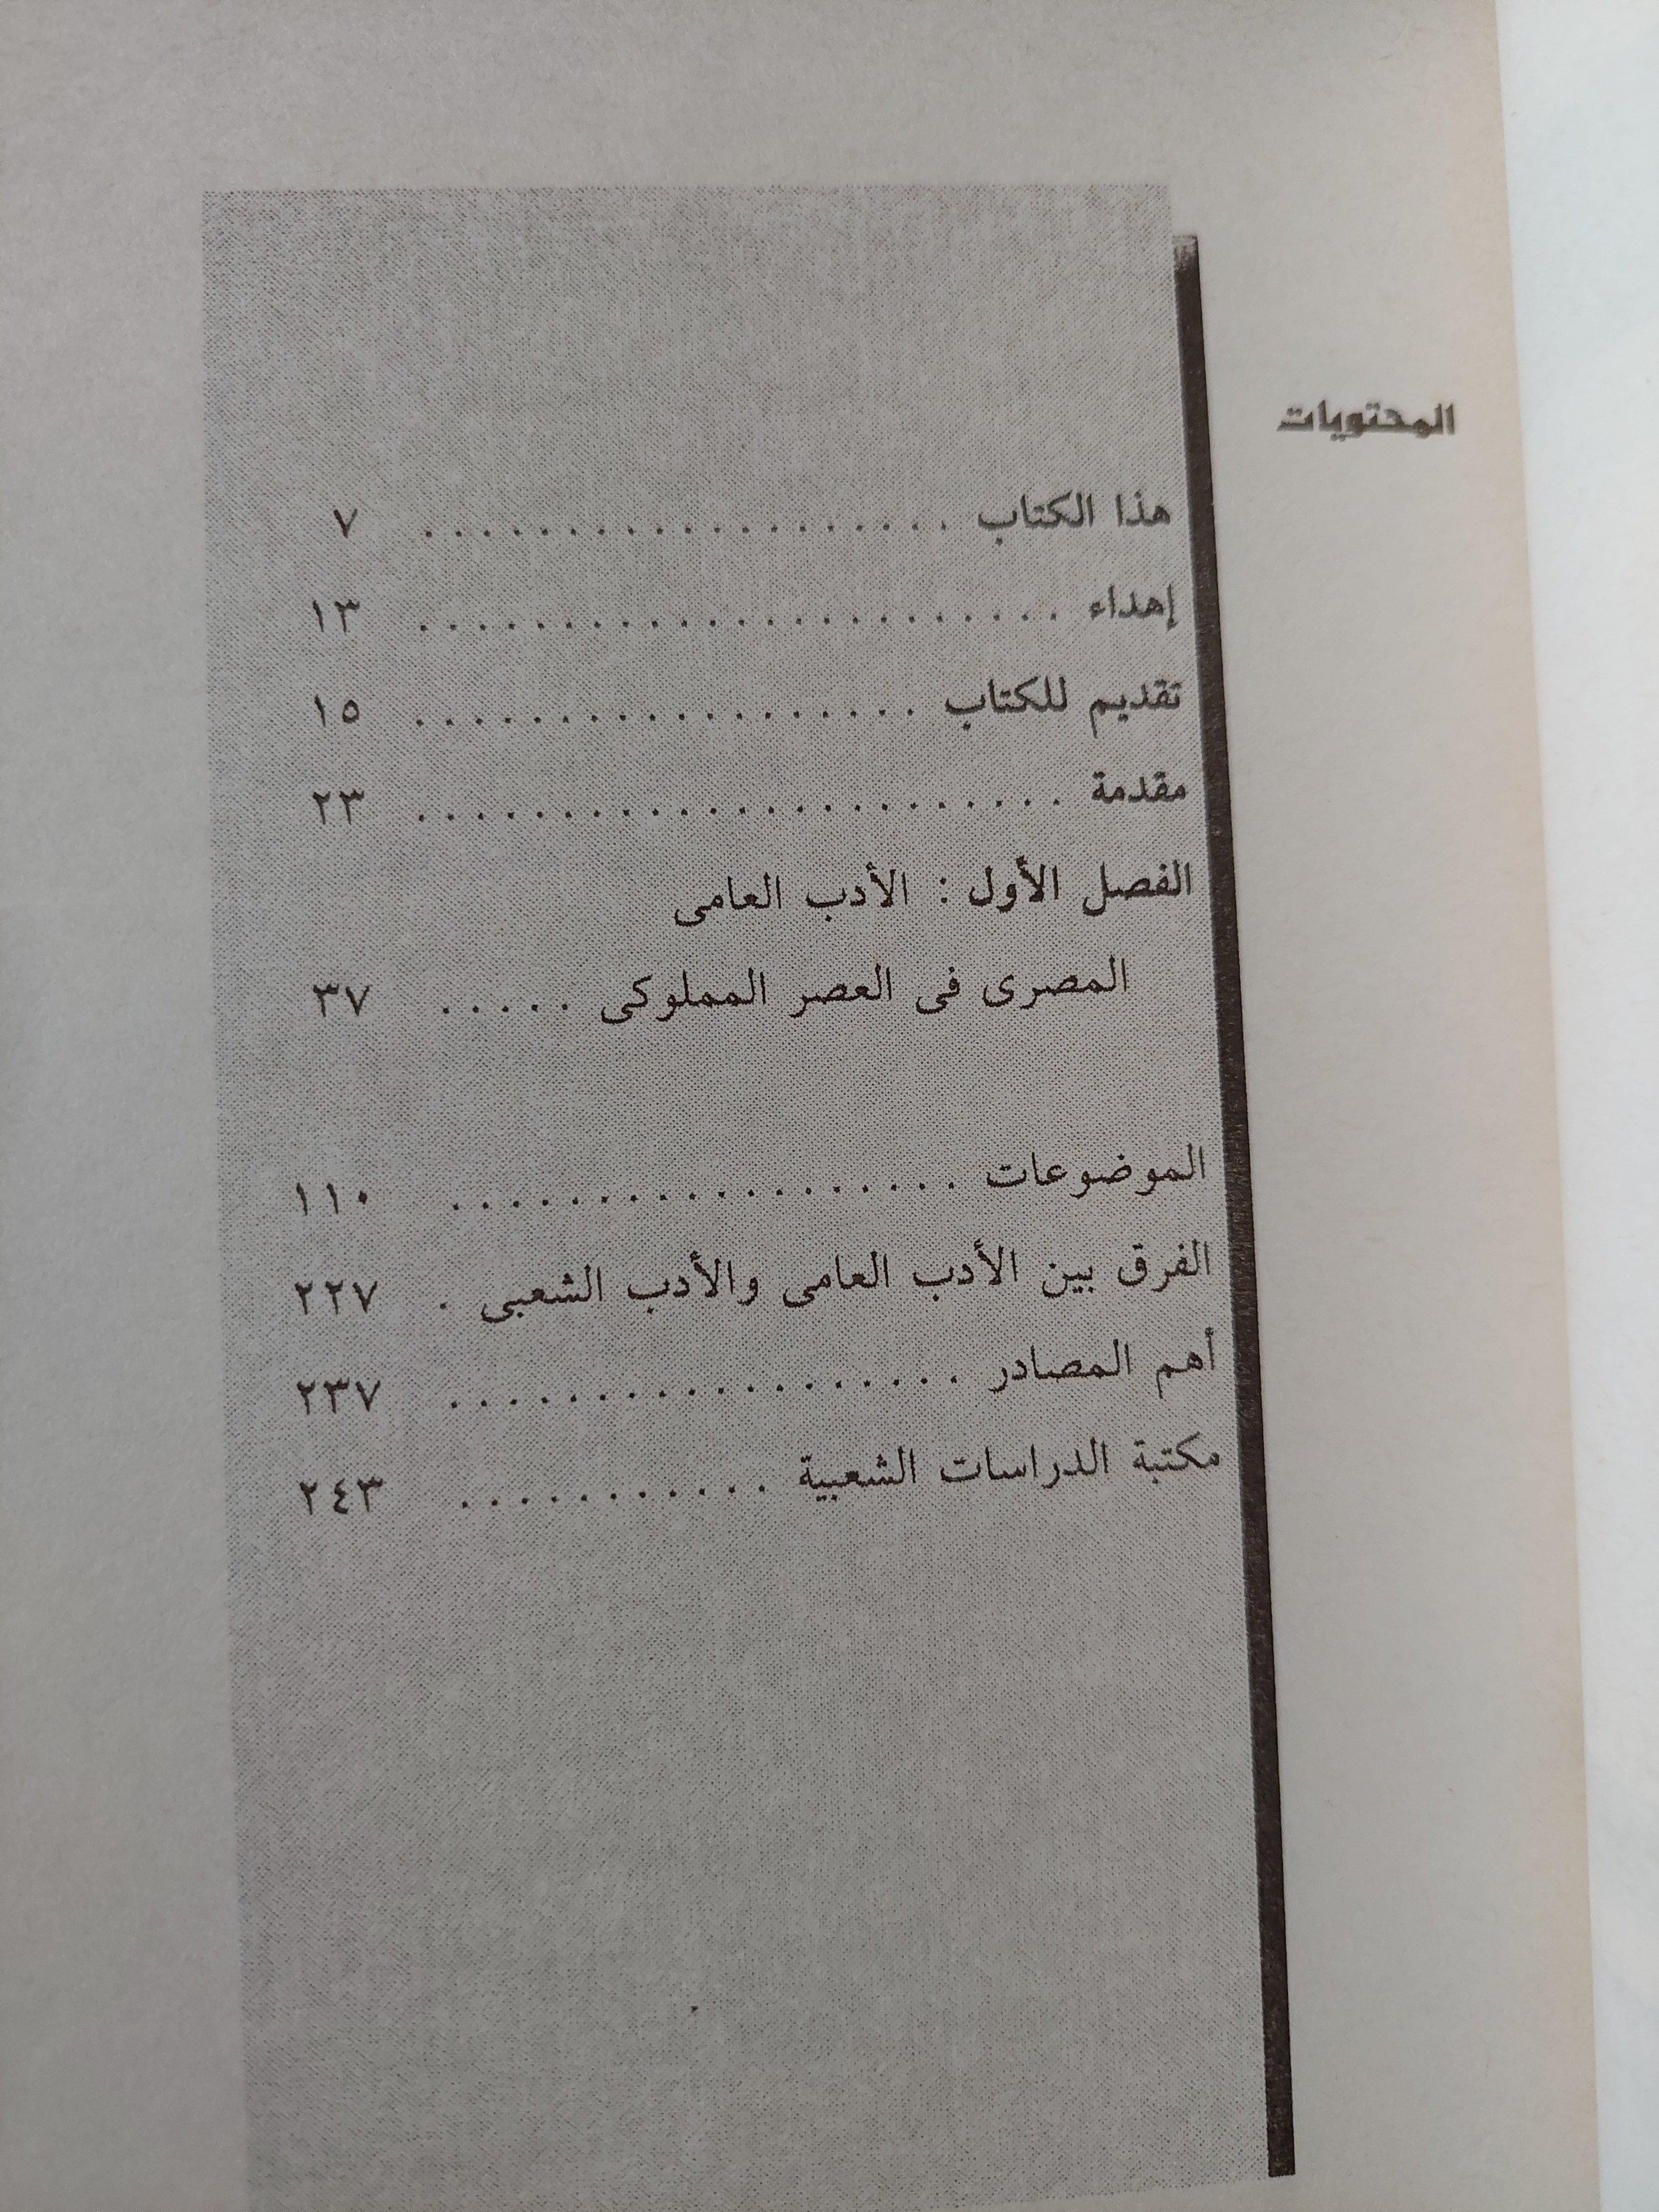 المحتويات
هذا الكتاب . . . . . . . . . . . . . . . . . . . ٧
إهداء . . . . . . . . . . . . . . . . . . . . . . . ١٣
تقديم للكتاب . . . . . . . . . . . . . . . . . . ١٥
مقدمة . . . . . . . . . . . . . . . . . . . . . . . ٢٣
الفصل الأول : الأدب العامى
المصرى فى العصر المملوكى . . . . . ٣٧
الموضوعات . . . . . . . . . . . . . . . . . . ١١٠
الفرق بين الأدب العامى والأدب الشعبى . ٢٢٧
أهم المصادر . . . . . . . . . . . . . . . . . . ٢٣٧
مكتبة الدراسات الشعبية . . . . . . . . . . . ٢٤٣